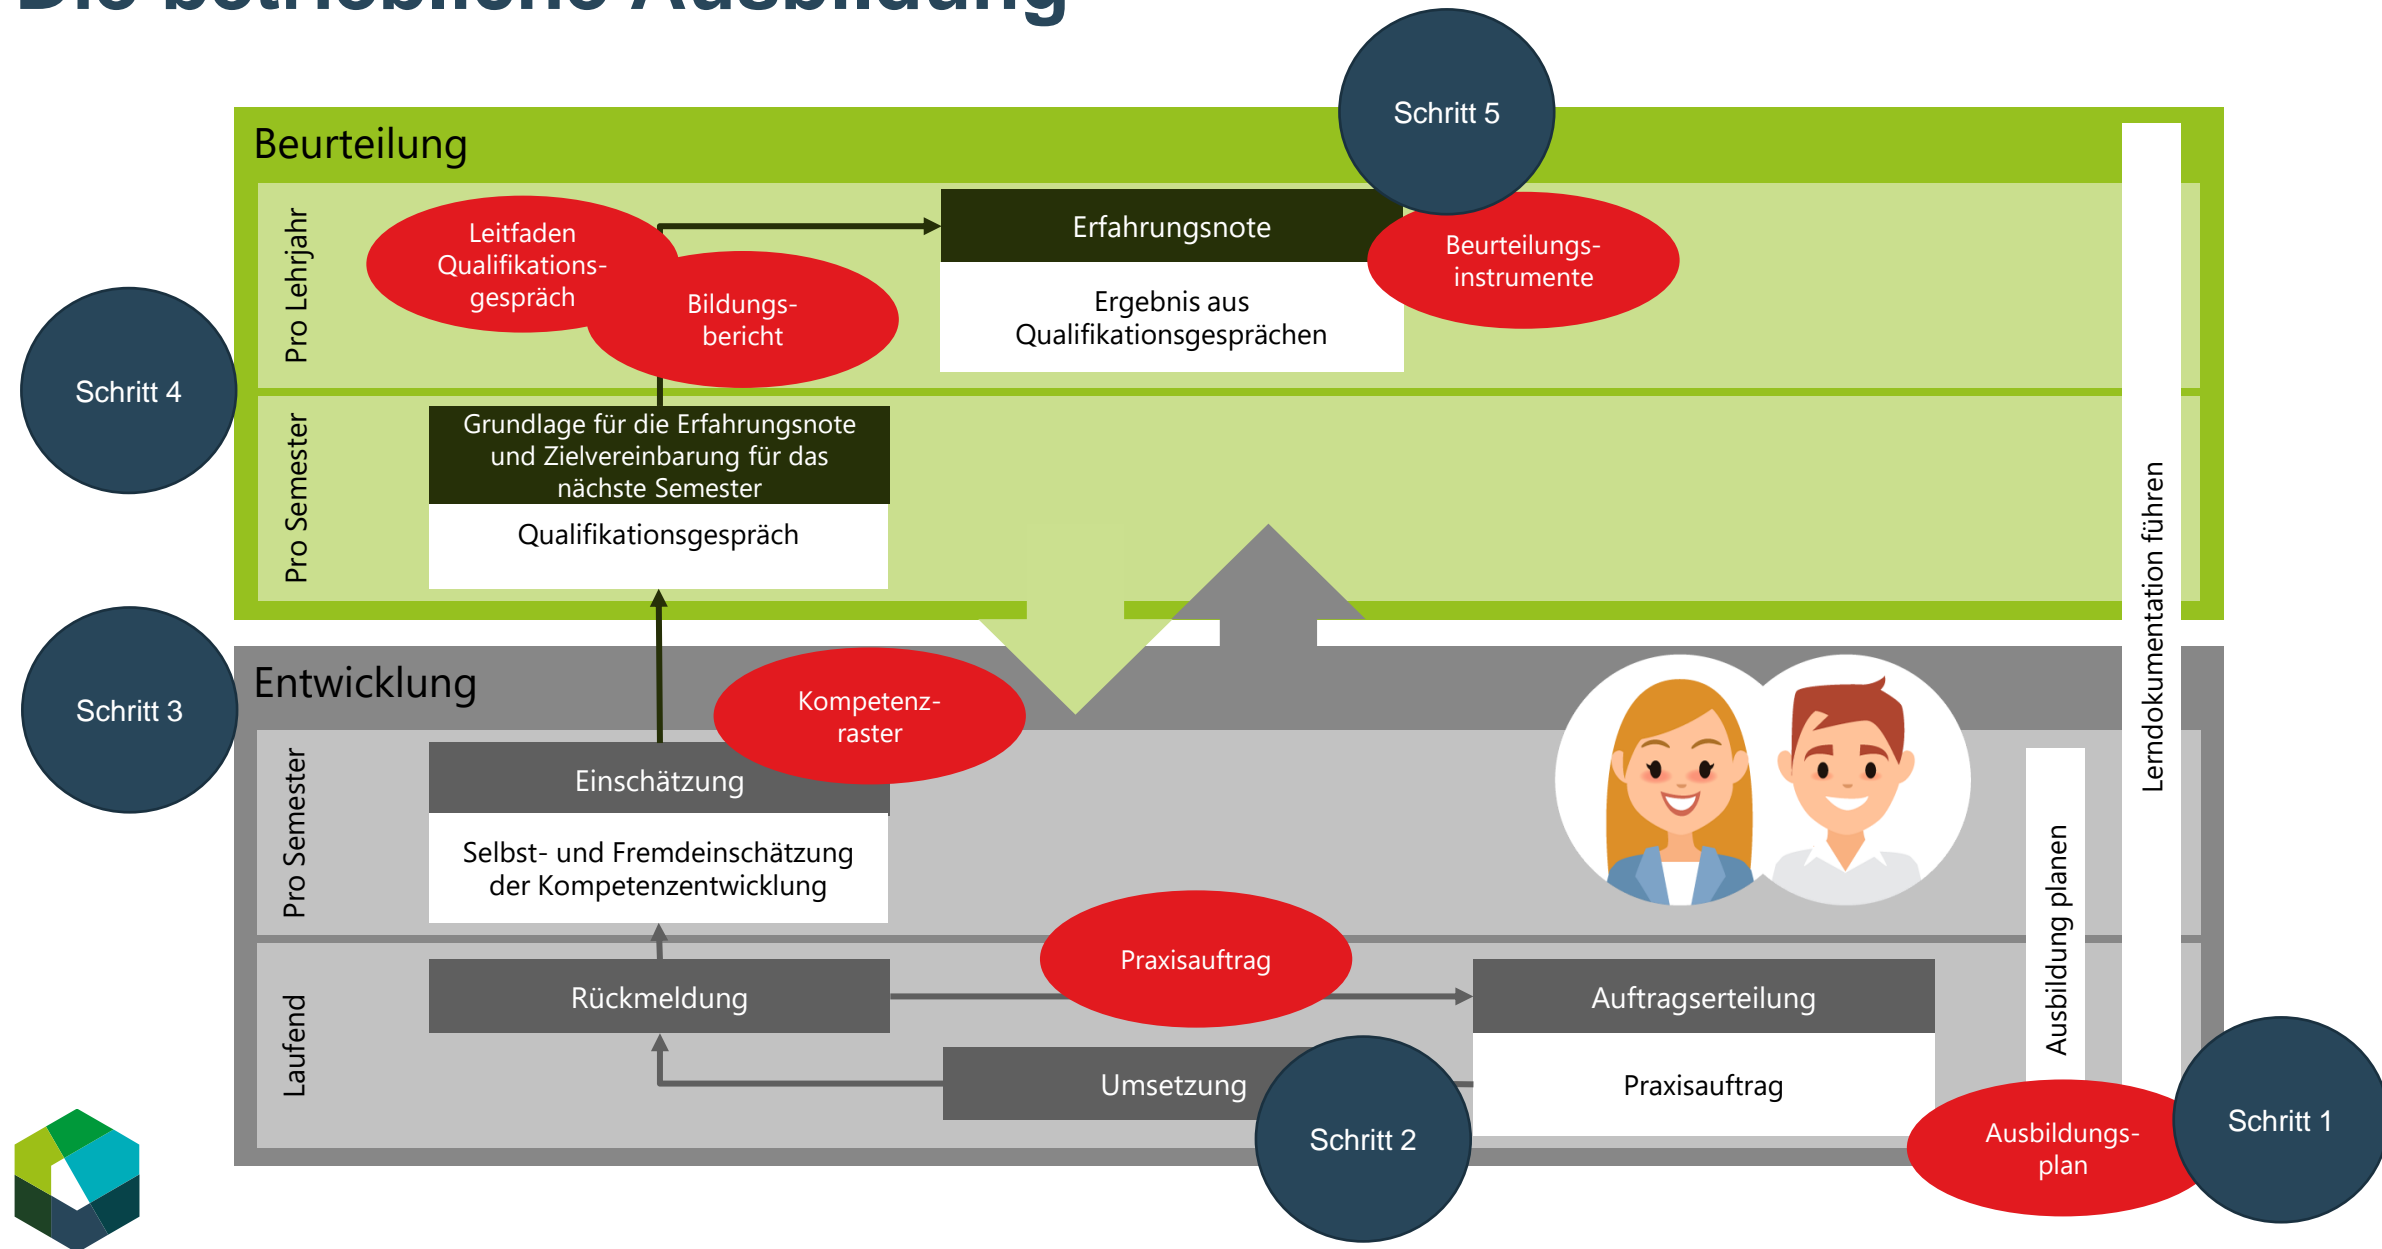 Die betriebliche Ausbildung
Schritt 5
Beurteilung
Pro Lehrjahr
Leitfaden
Qualifikations-
gespräch
Bildungs-
bericht
Erfahrungsnote
Ergebnis aus
Qualifikationsgesprächen
Beurteilungs-
instrumente
Schritt 4
Pro Semester
Grundlage für die Erfahrungsnote
und Zielvereinbarung für das
nächste Semester
Qualifikationsgespräch
Lerndokumentation führen
Schritt 3
Entwicklung
Kompetenz-
raster
Pro Semester
Einschätzung
Selbst- und Fremdeinschätzung
der Kompetenzentwicklung
Ausbildung planen
Laufend
Rückmeldung
Praxisauftrag
Auftragserteilung
Praxisauftrag
Umsetzung
Schritt 2
Ausbildungs-
plan
Schritt 1